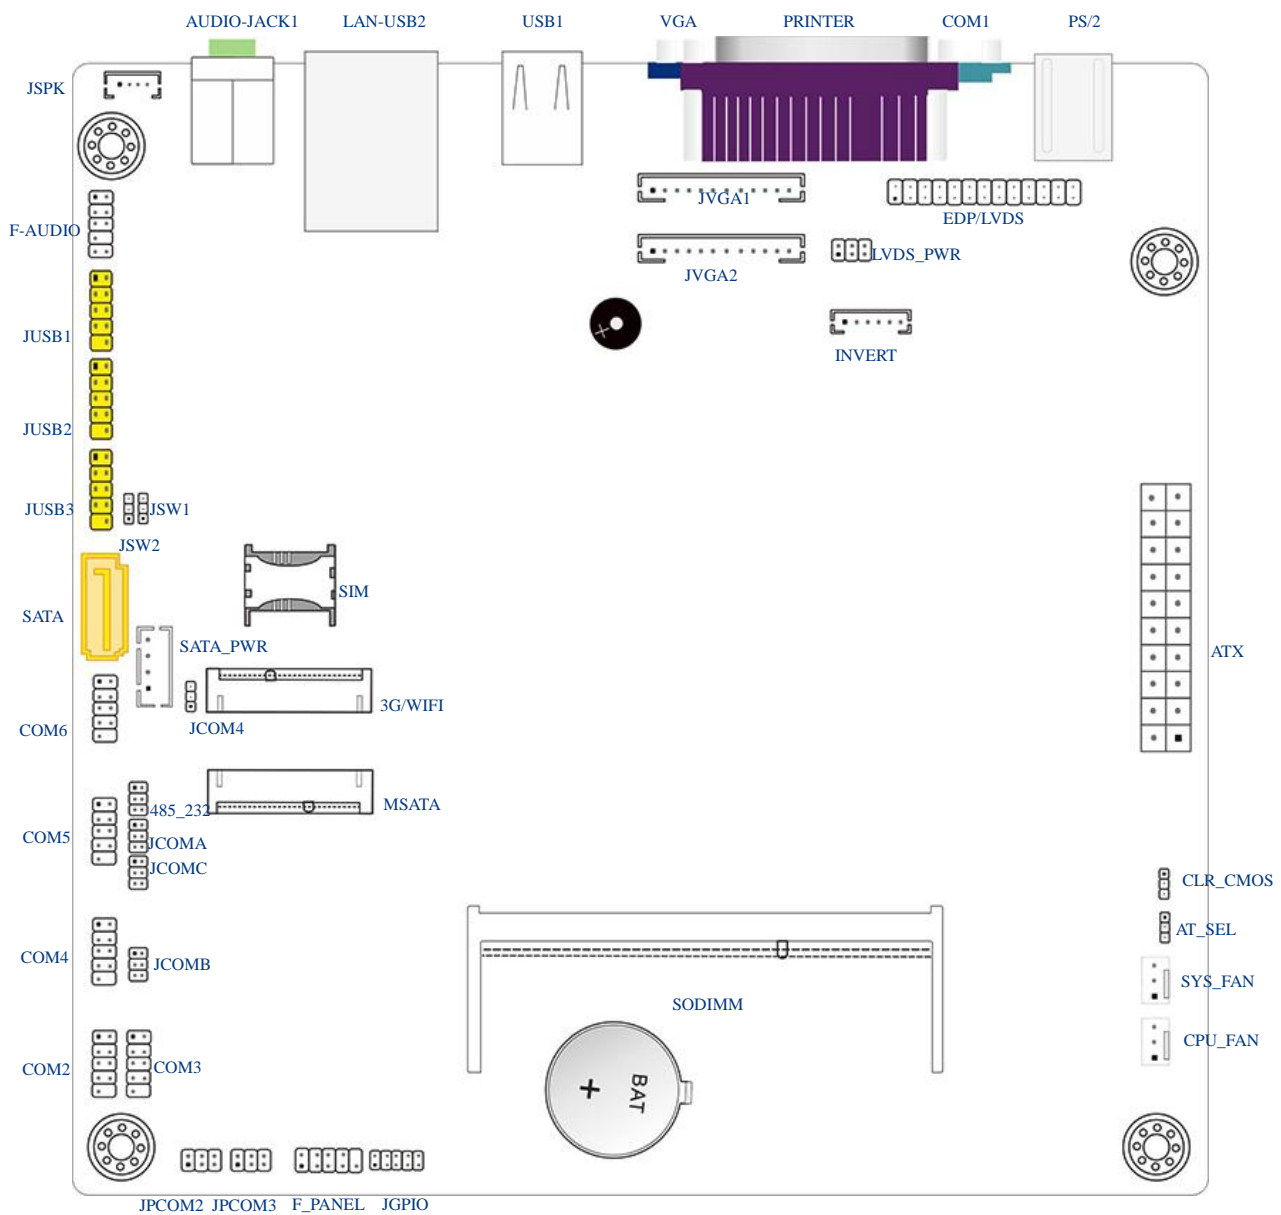 AUDIO-JACK1 LAN-USB2 USB1 VGA PRINTER COM1 PS/2
JSPK
JVGA1
EDP/LVDS
F-AUDIO
LVDS_PWR
JVGA2
JUSB1
INVERT
JUSB2
JUSB3
JSW1
JSW2
SIM
SATA
SATA_PWR
ATX
3G/WIFI
COM6
JCOM4
MSATA
485_232
COM5
JCOMA
JCOMC
CLR_CMOS
AT_SEL
COM4
JCOMB
SYS_FAN
SODIMM
CPU_FAN
COM2
COM3
+ BAT
JPCOM2 JPCOM3 F_PANEL JGPIO